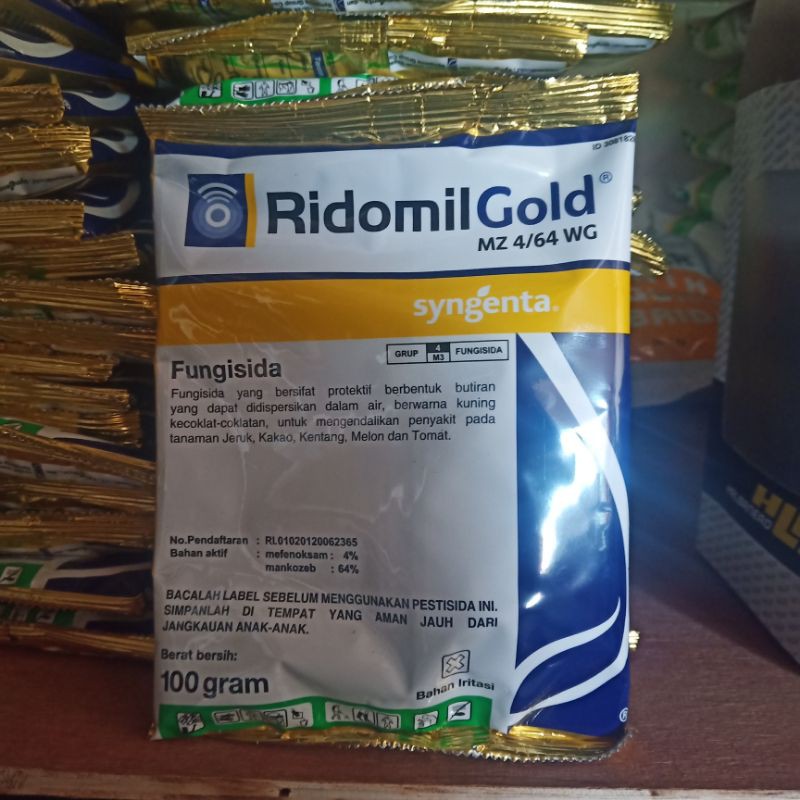 RidomilGold®
MZ 4/64 WG
syngenta
GRUP 4 M3 FUNGISIDA
Fungisida
Fungisida yang bersifat protektif berbentuk butiran
yang dapat didispersikan dalam air, berwarna kuning
kecoklat-coklatan, untuk mengendalikan penyakit pada
tanaman Jeruk, Kakao, Kentang, Melon dan Tomat.
No.Pendaftaran : RL01020120062365
Bahan aktif : mefenoksam : 4%
mankozeb : 64%
BACALAH LABEL SEBELUM MENGGUNAKAN PESTISIDA INI.
SIMPANLAH DI TEMPAT YANG AMAN JAUH DARI
JANGKAUAN ANAK-ANAK.
Berat bersih:
100 gram
Bahan Iritasi
®